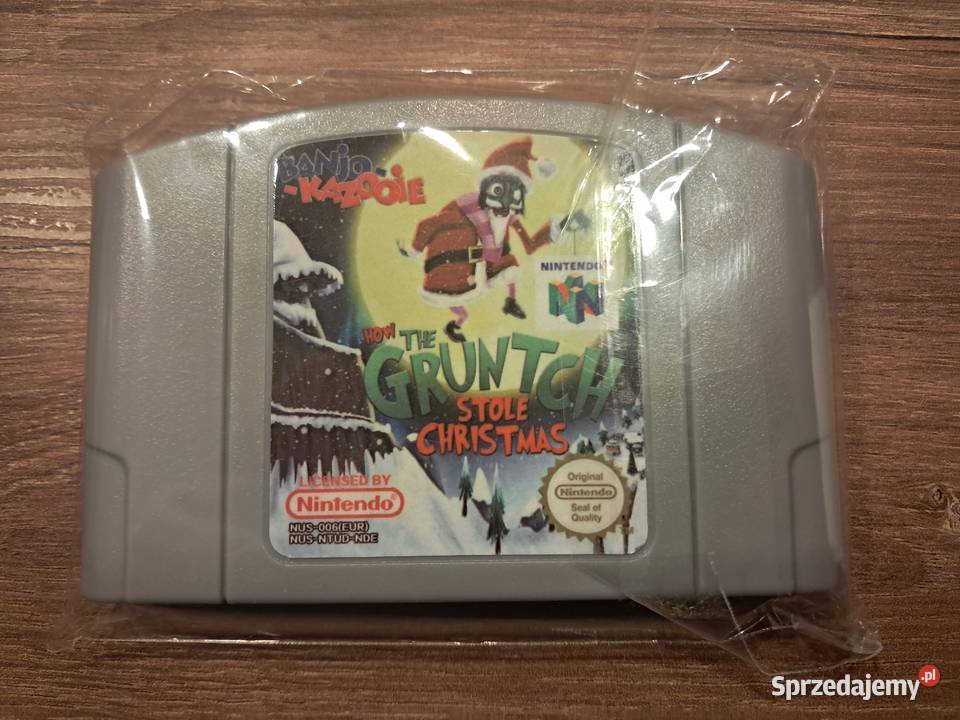 BANJO-
-KAZOOIE
NINTENDO
HOW THE
GRUNTCH
STOLE
CHRISTMAS
LICENSED BY
Nintendo®
NUS-006(EUR)
NUS-NTUD-NDE
Original
Nintendo
Seal of
Quality
TM
Sprzedajemy.pl